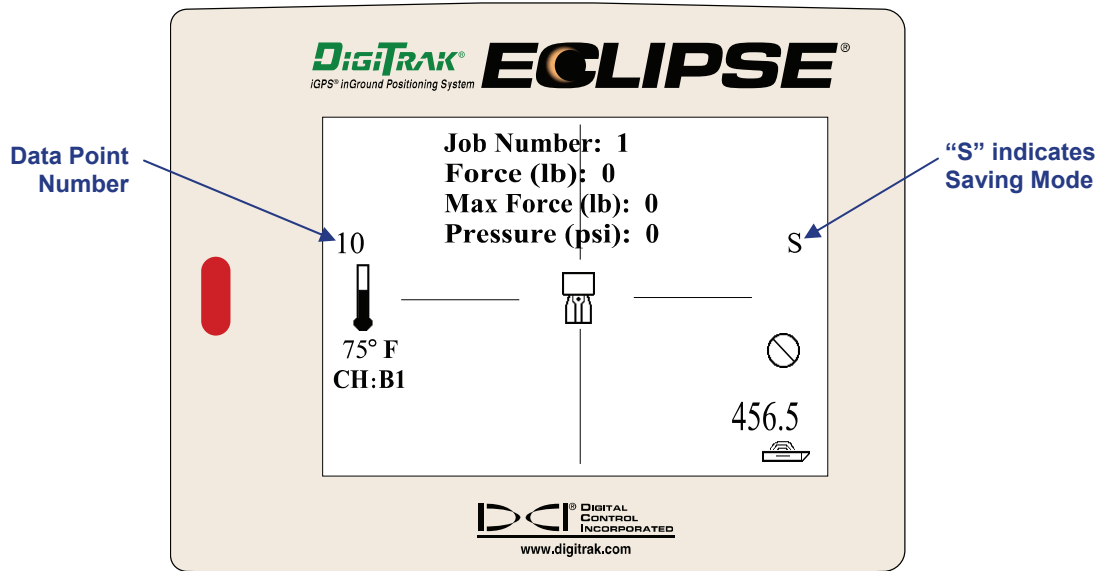 DIGITRAK®
iGPS® inGround Positioning System
ECLIPSE®
Job Number: 1
Force (lb): 0
Max Force (lb): 0
Pressure (psi): 0
Data Point
Number
“S” indicates
Saving Mode
10
S
75° F
CH:B1
456.5
DCI® DIGITAL
CONTROL
INCORPORATED
www.digitrak.com